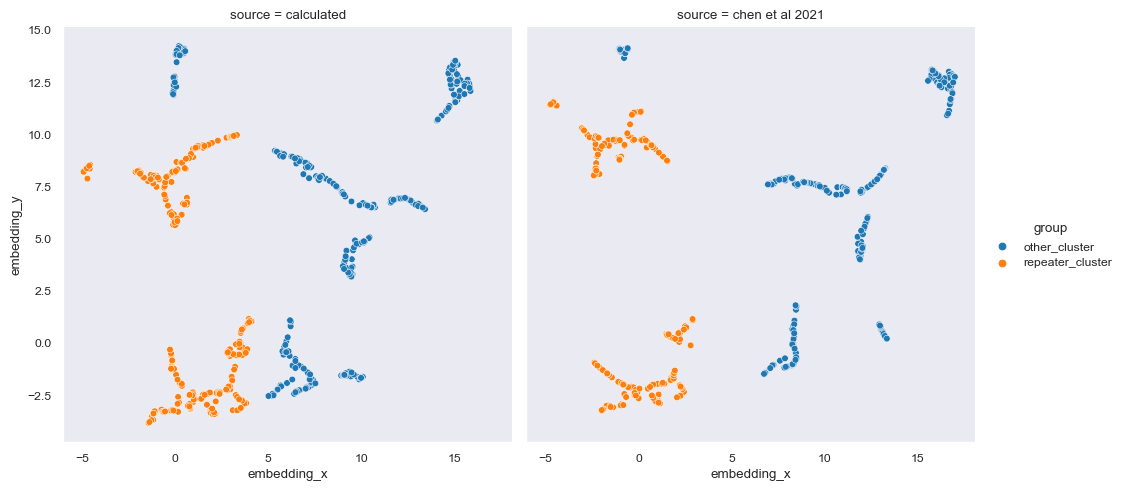 source = calculated
source = chen et al 2021
15.0
12.5
10.0
7.5
5.0
2.5
0.0
−2.5
embedding_y
−5
0
5
10
15
embedding_x
−5
0
5
10
15
embedding_x
group
other_cluster
repeater_cluster